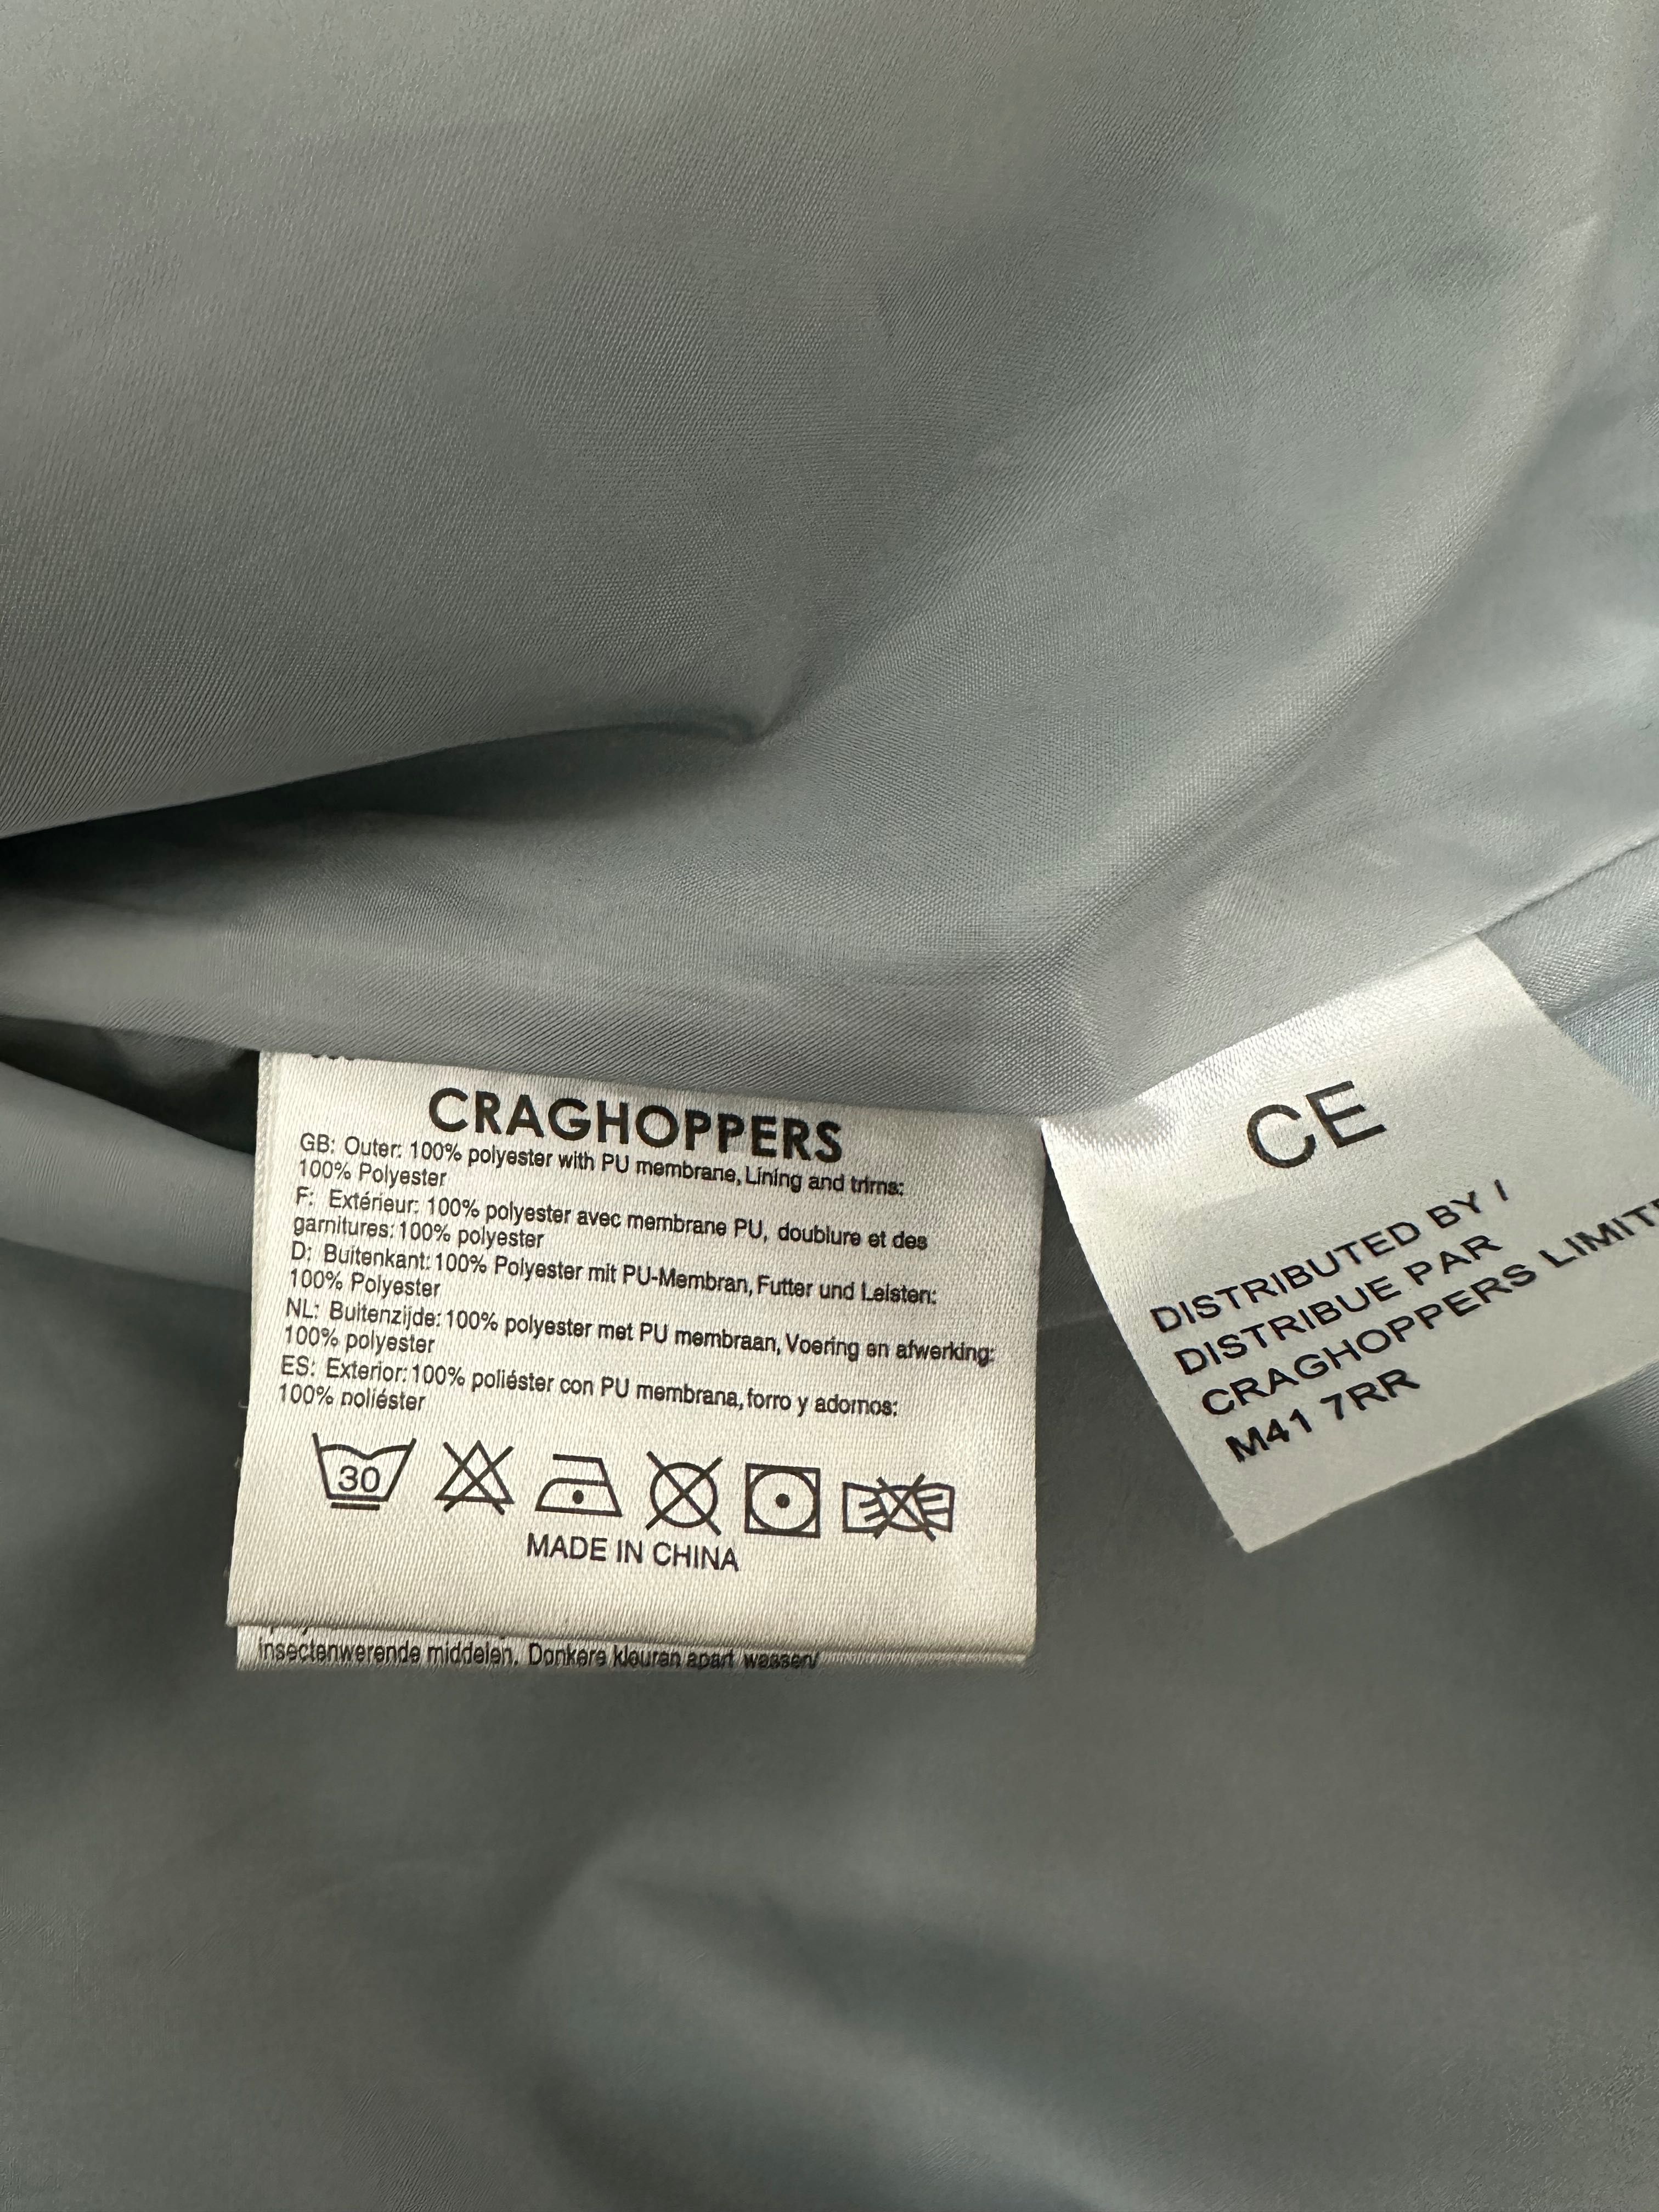 CRAGHOPPERS
GB: Outer: 100% polyester with PU membrane, Lining and trims:
100% Polyester
F: Extérieur: 100% polyester avec membrane PU, doublure et des
garnitures: 100% polyester
D: Buitenkant: 100% Polyester mit PU-Membran, Futter und Leisten:
100% Polyester
NL: Buitenzijde: 100% polyester met PU membraan, Voering en afwerking:
100% polyester
ES: Exterior: 100% poliéster con PU membrana, forro y adornos:
100% poliéster
30
MADE IN CHINA
insectenwerende middelen. Donkere kleuren apart wassen/
CE
DISTRIBUTED BY /
DISTRIBUE PAR
CRAGHOPPERS LIMITE
M41 7RR